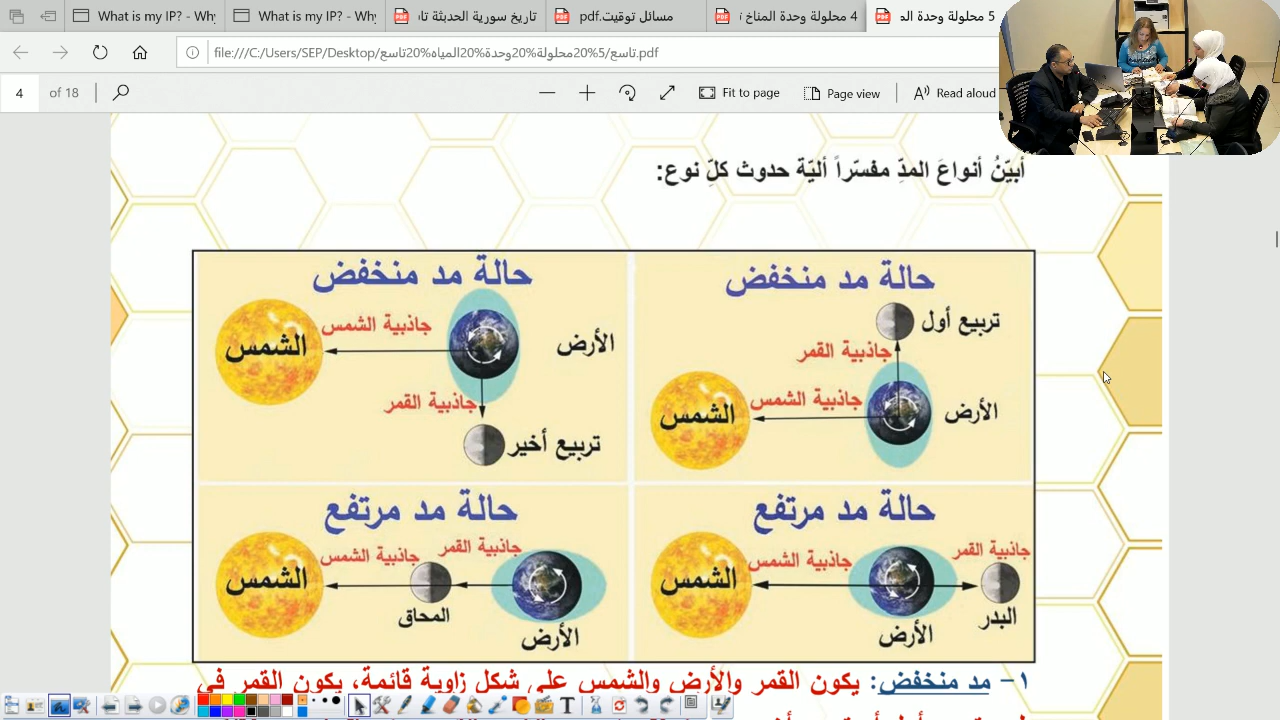 What is my IP? - Wh
What is my IP? - Wh
تاريخ سورية الحديثة تا
مسائل توقيت.pdf
4 محلولة وحدة المناخ
5 محلولة وحدة
file:///C:/Users/SEP/Desktop/تاسع/5%20محلولة%20وحدة%20المياه%20تاسع.pdf
4 of 18
Fit to page
Page view
Read aloud
أبيّنُ أنواعَ المدِّ مفسّراً أليّة حدوث كلِّ نوع:
حالة مد منخفض
تربيع أول
جاذبية القمر
جاذبية الشمس
الشمس
الأرض
حالة مد منخفض
جاذبية الشمس
الشمس
الأرض
جاذبية القمر
تربيع أخير
حالة مد مرتفع
جاذبية القمر
جاذبية الشمس
الشمس
البدر
الأرض
حالة مد مرتفع
جاذبية القمر
جاذبية الشمس
الشمس
المحاق
الأرض
١- مد منخفض: يكون القمر والأرض والشمس على شكل زاوية قائمة، يكون القمر في